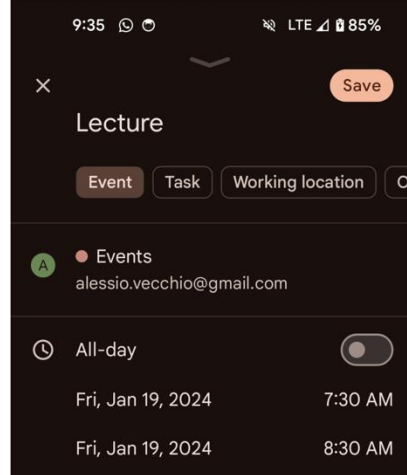 9:35 LTE 85%
Save
Lecture
Event Task Working location
A Events
alessio.vecchio@gmail.com
All-day
Fri, Jan 19, 2024 7:30 AM
Fri, Jan 19, 2024 8:30 AM